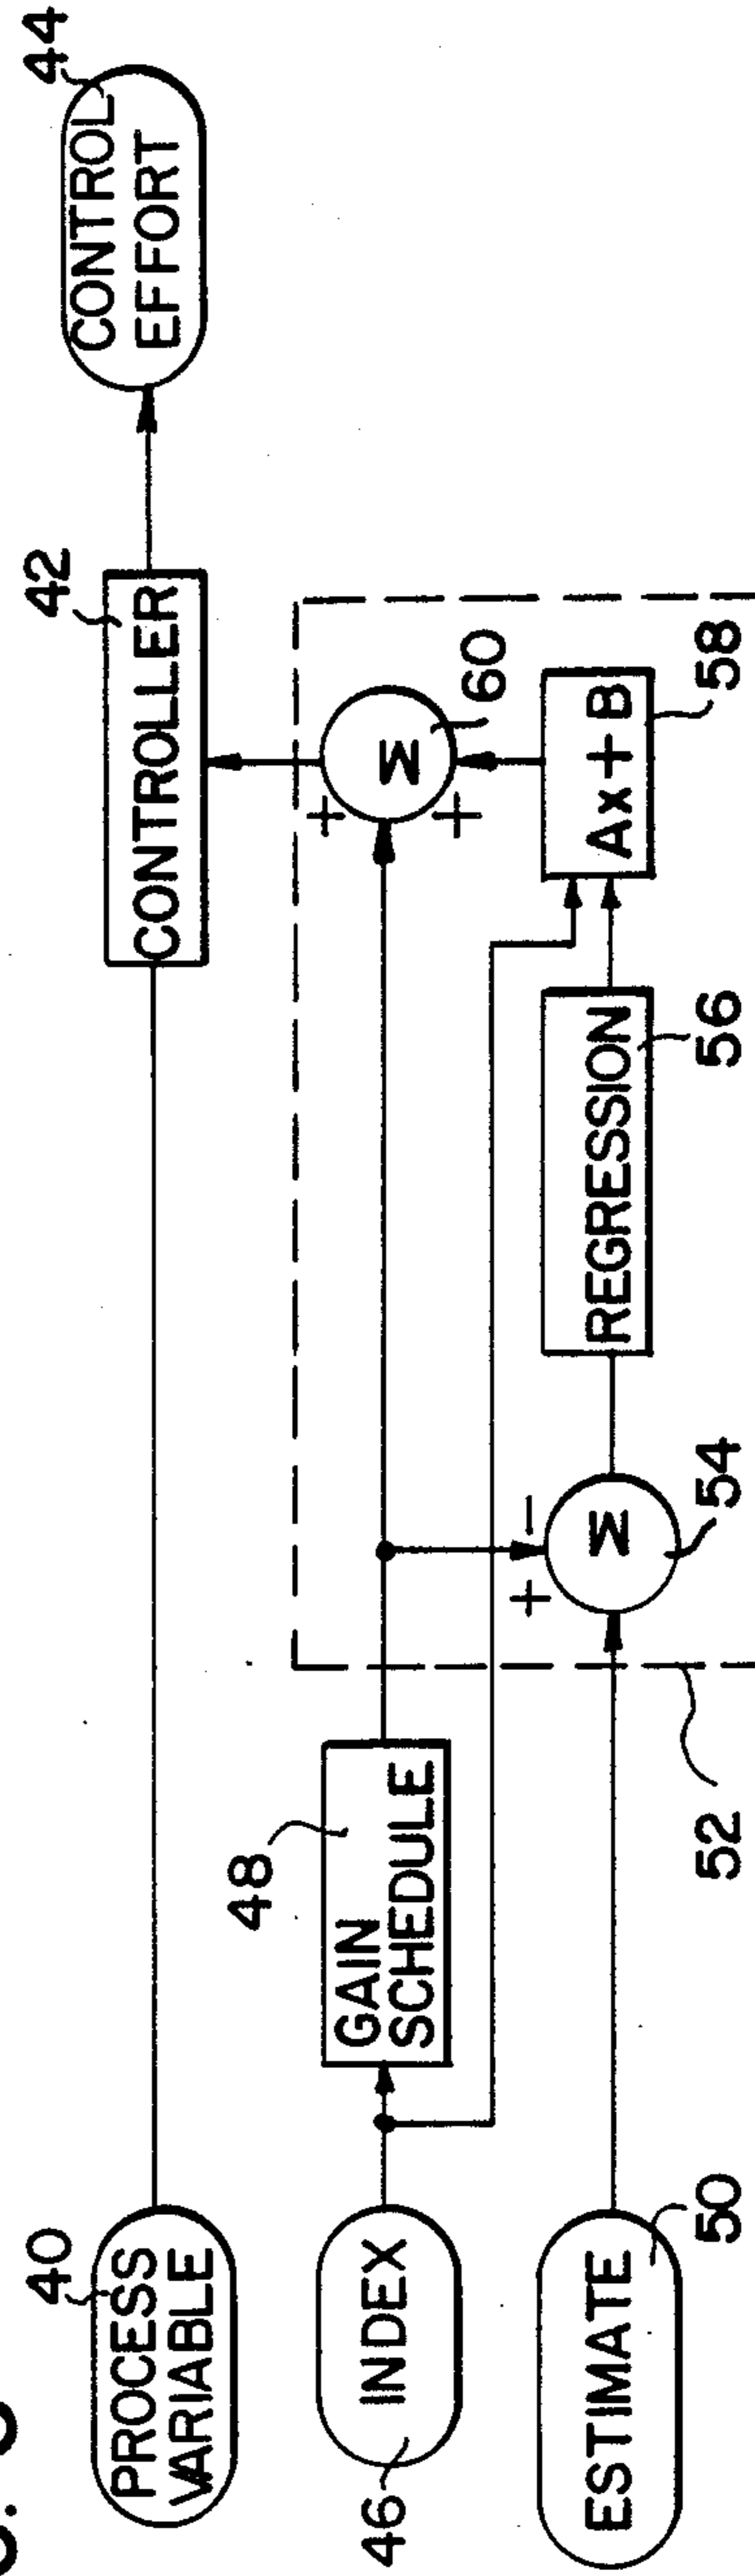 40
PROCESS
VARIABLE
42
CONTROLLER
44
CONTROL
EFFORT
46
INDEX
48
GAIN
SCHEDULE
+
Σ
+
60
50
ESTIMATE
52
+
-
Σ
54
REGRESSION
56
Ax + B
58